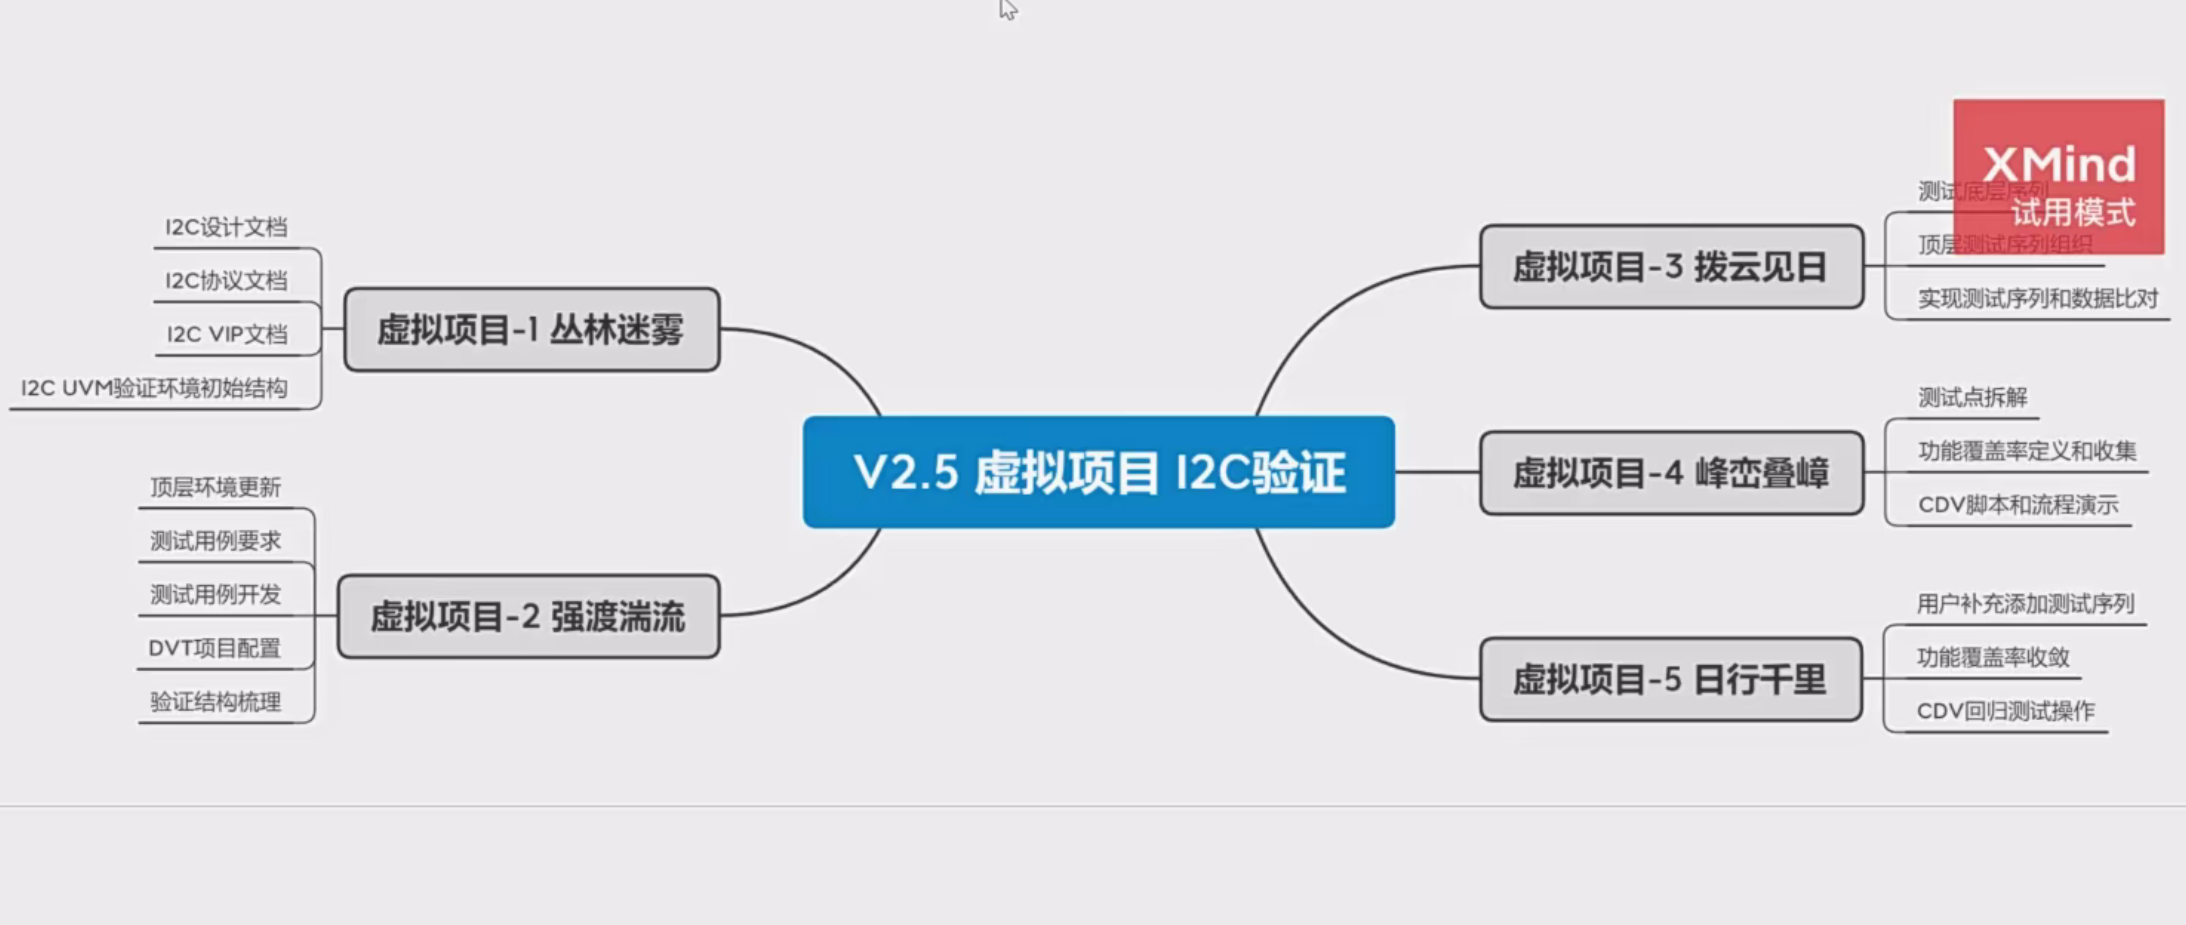 V2.5 虚拟项目 I2C验证
虚拟项目-1 丛林迷雾
I2C设计文档
I2C协议文档
I2C VIP文档
I2C UVM验证环境初始结构
虚拟项目-2 强渡湍流
顶层环境更新
测试用例要求
测试用例开发
DVT项目配置
验证结构梳理
虚拟项目-3 拨云见日
测试底层序列
顶层测试序列组织
实现测试序列和数据比对
虚拟项目-4 峰峦叠嶂
测试点拆解
功能覆盖率定义和收集
CDV脚本和流程演示
虚拟项目-5 日行千里
用户补充添加测试序列
功能覆盖率收敛
CDV回归测试操作
XMind
试用模式